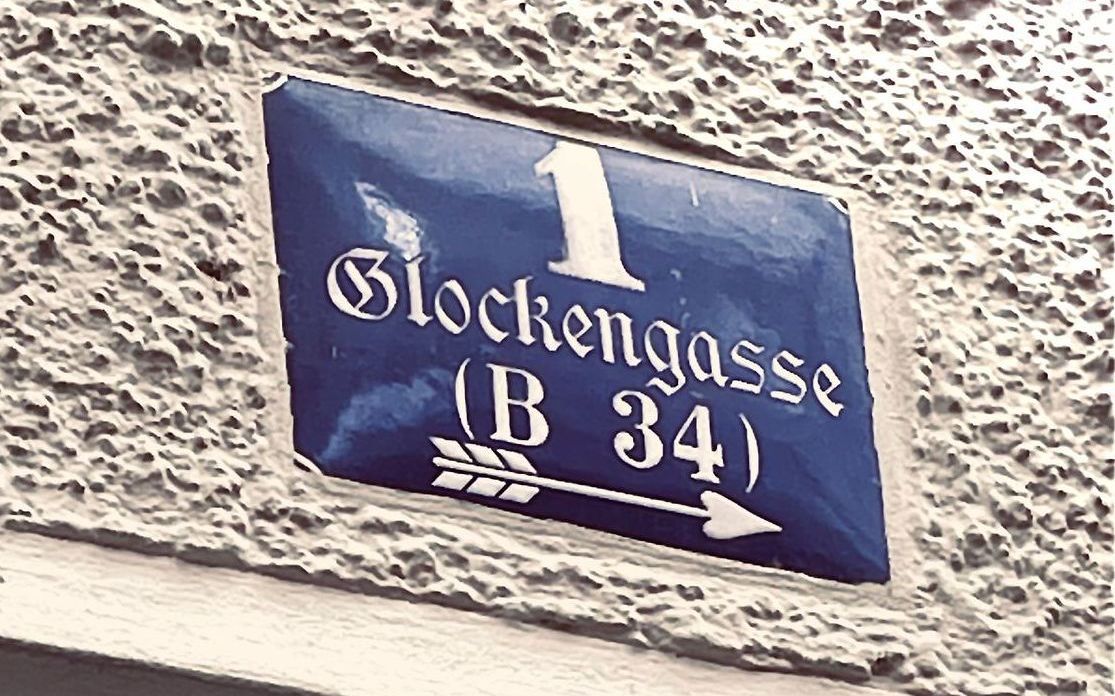 1
Glockengasse
(B 34)